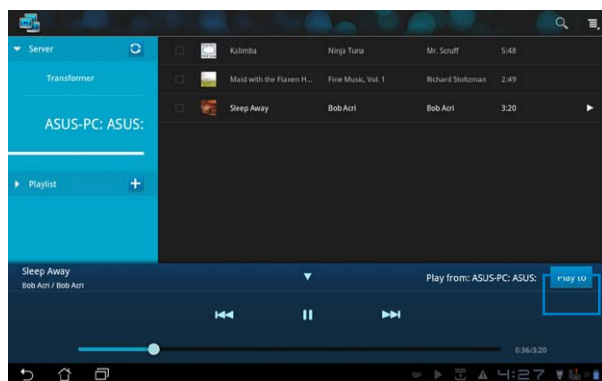 Server
Transformer
ASUS-PC: ASUS:
Playlist
Kalimba Ninja Tuna Mr. Scruff 5:48
Maid with the Flaxen H... Fine Music, Vol. 1 Richard Stoltzman 2:49
Sleep Away Bob Acri Bob Acri 3:20
Sleep Away
Bob Acri / Bob Acri
Play from: ASUS-PC: ASUS: Play to
0:36/3:20
4:27